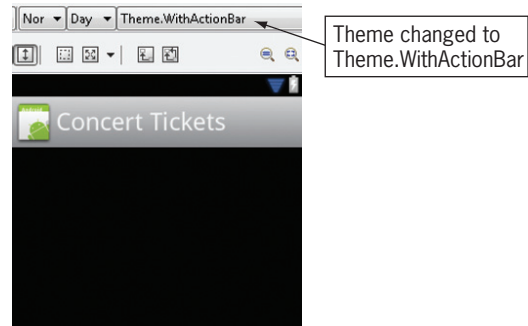 Nor Day Theme.WithActionBar
Theme changed to
Theme.WithActionBar
Concert Tickets